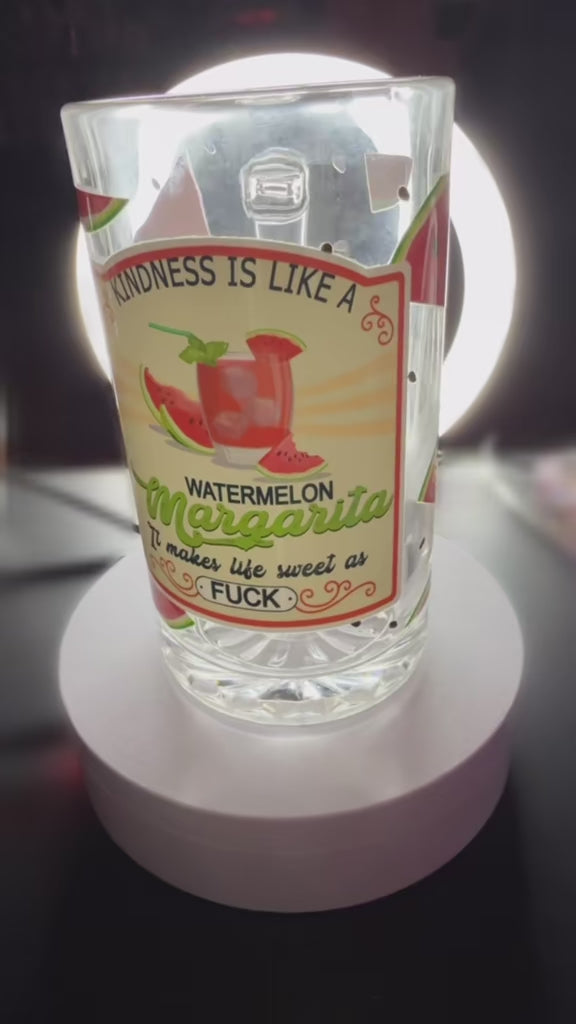 KINDNESS IS LIKE A
WATERMELON
Margarita
It makes life sweet as
FUCK